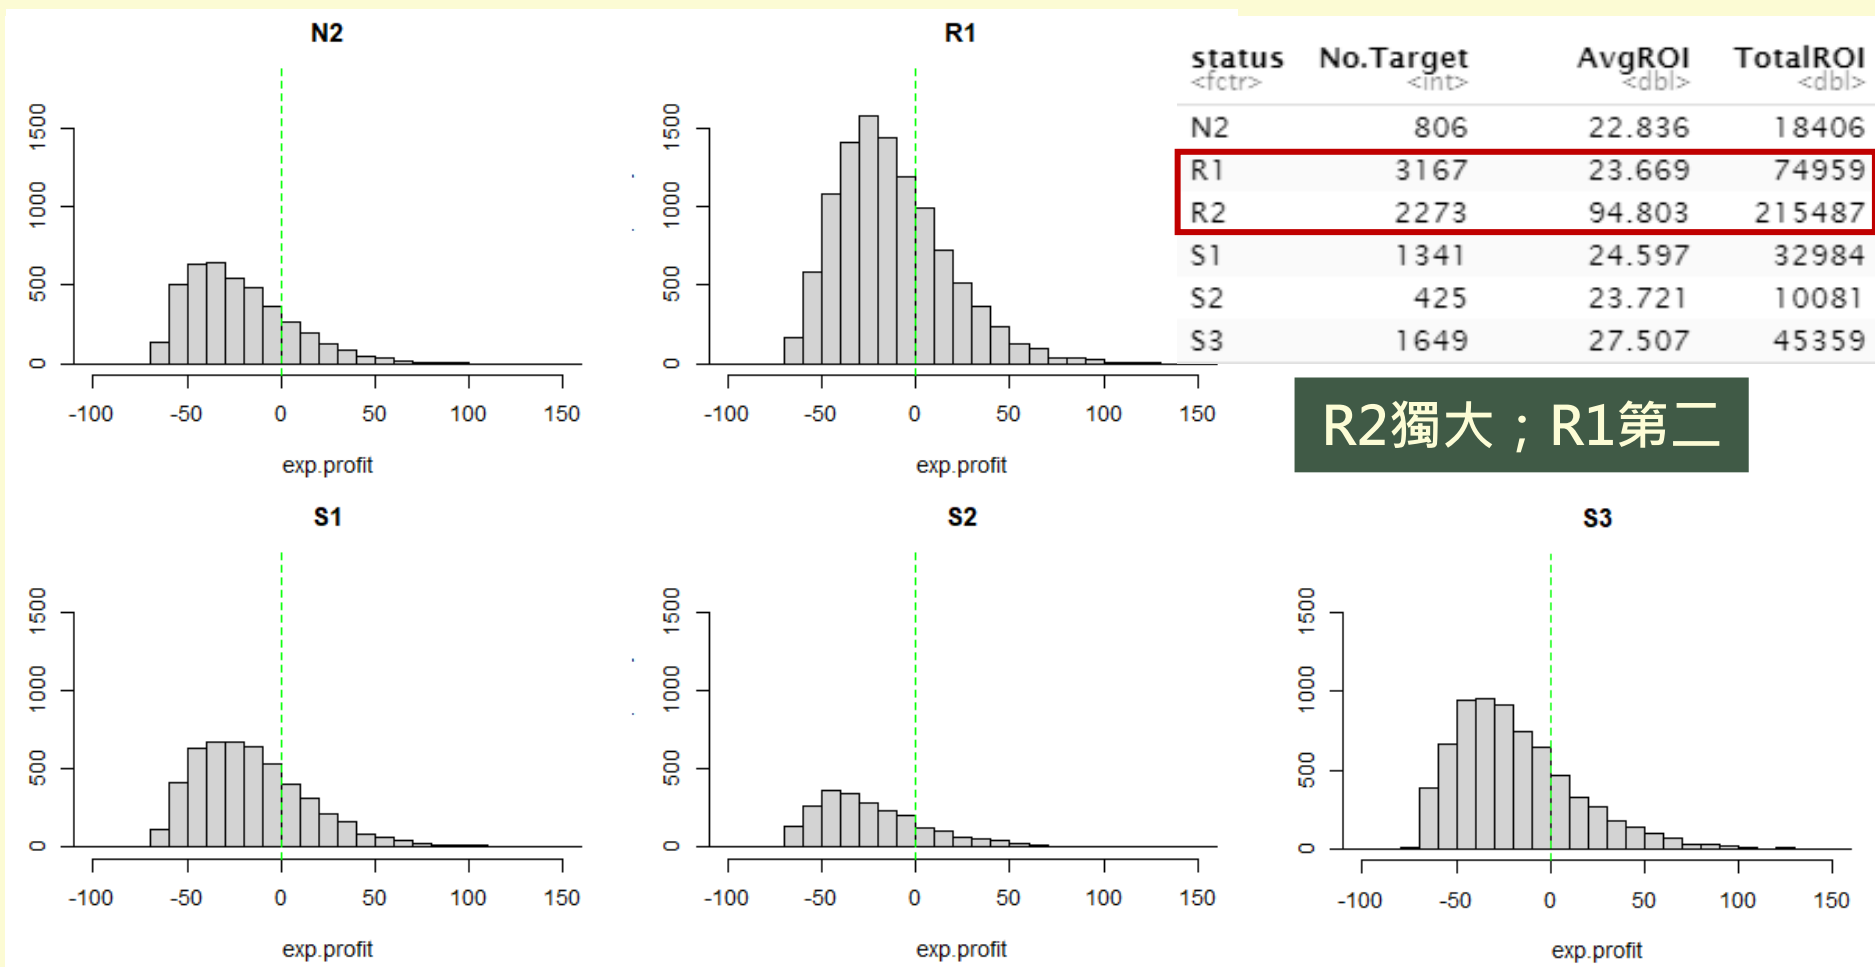 N2
1500
1000
500
0
-100 -50 0 50 100 150
exp.profit
R1
1500
1000
500
0
-100 -50 0 50 100 150
exp.profit
status No.Target AvgROI TotalROI
<fctr> <int> <dbl> <dbl>
N2 806 22.836 18406
R1 3167 23.669 74959
R2 2273 94.803 215487
S1 1341 24.597 32984
S2 425 23.721 10081
S3 1649 27.507 45359
R2獨大；R1第二
S1
1500
1000
500
0
-100 -50 0 50 100 150
exp.profit
S2
1500
1000
500
0
-100 -50 0 50 100 150
exp.profit
S3
1500
1000
500
0
-100 -50 0 50 100 150
exp.profit